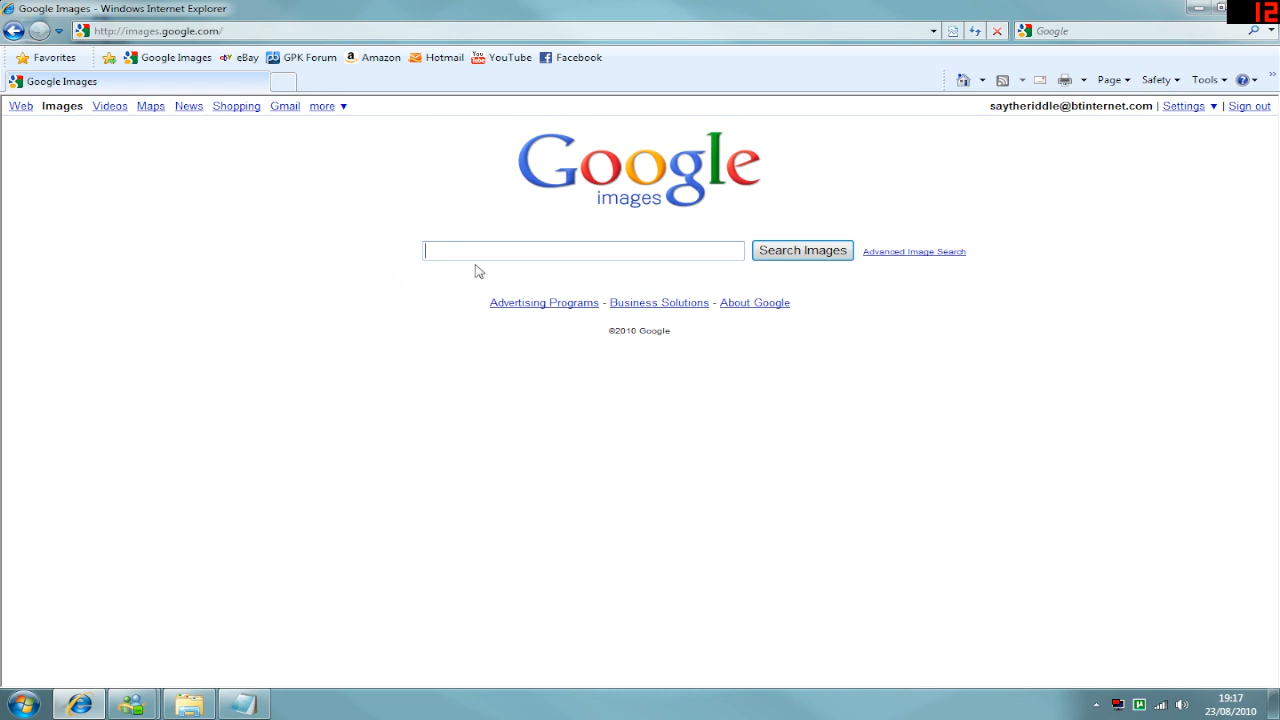 Google Images - Windows Internet Explorer
12
http://images.google.com/
Google
Favorites Google Images eBay GPK Forum Amazon Hotmail YouTube Facebook
Google Images
Page Safety Tools
Web Images Videos Maps News Shopping Gmail more
saytheriddle@btinternet.com | Settings | Sign out
Google
images
Search Images
Advanced Image Search
Advertising Programs - Business Solutions - About Google
©2010 Google
19:17
23/08/2010